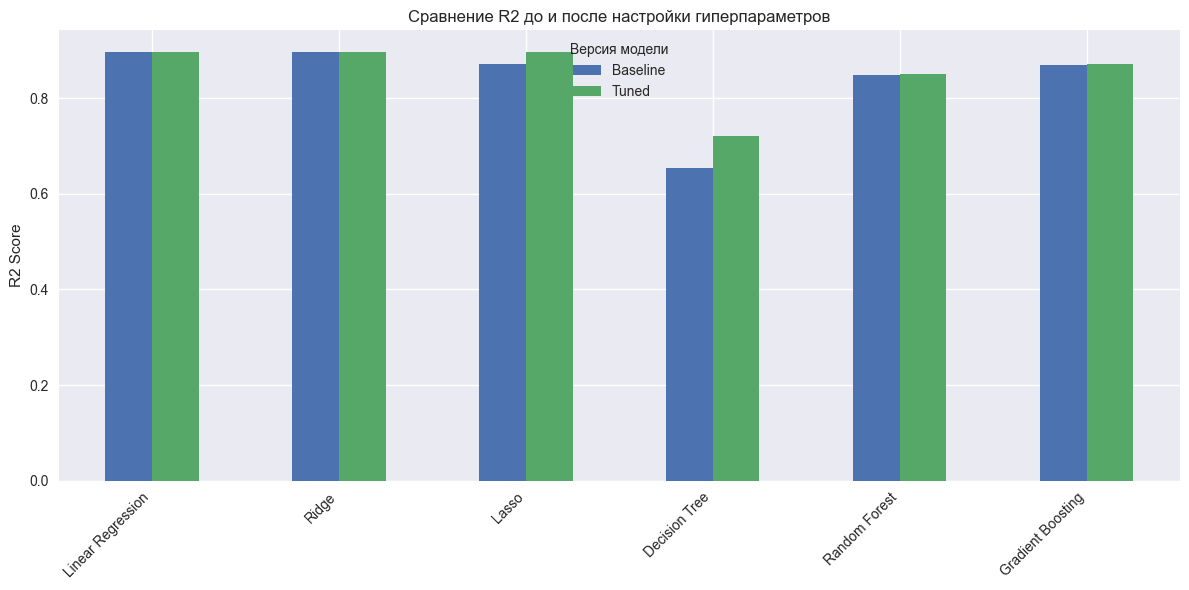 Сравнение R2 до и после настройки гиперпараметров
Версия модели
Baseline
Tuned
R2 Score
0.8
0.6
0.4
0.2
0.0
Linear Regression
Ridge
Lasso
Decision Tree
Random Forest
Gradient Boosting